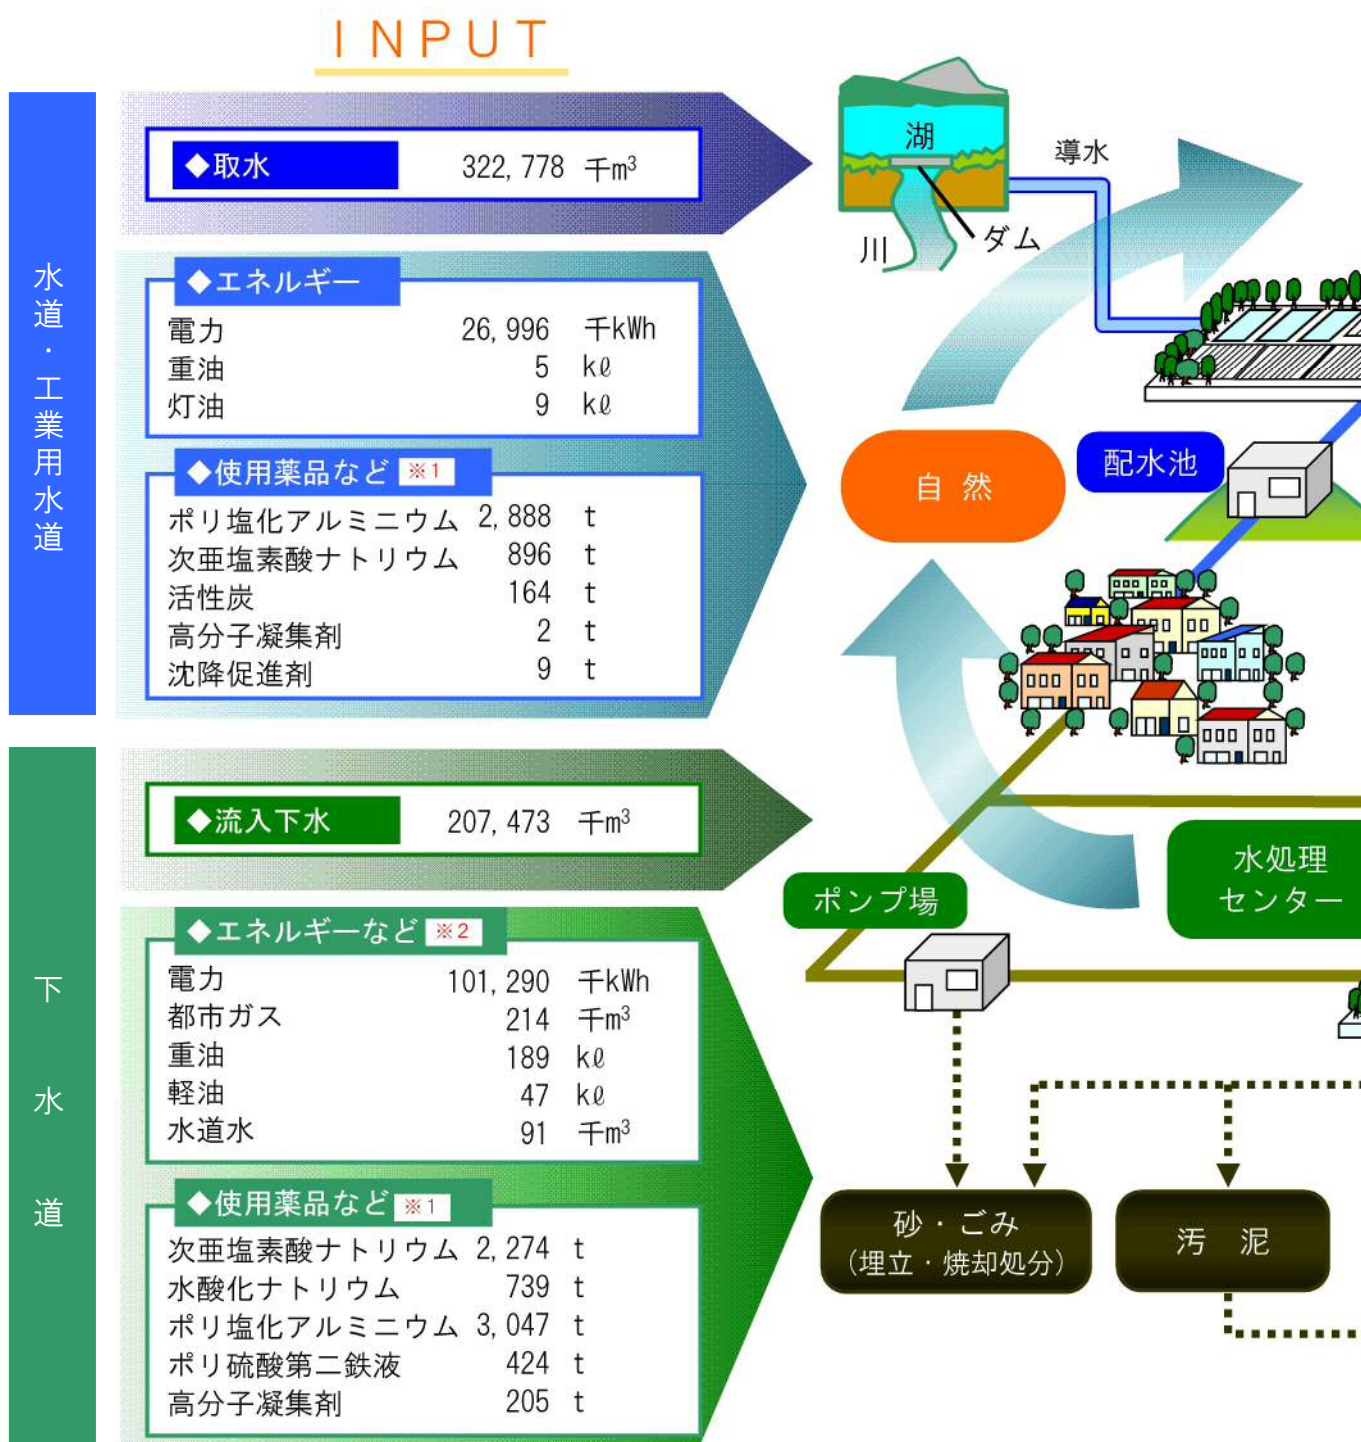 INPUT
水道・工業用水道
◆取水 322,778 千m³
◆エネルギー
電力 26,996 千kWh
重油 5 kℓ
灯油 9 kℓ
◆使用薬品など ※1
ポリ塩化アルミニウム 2,888 t
次亜塩素酸ナトリウム 896 t
活性炭 164 t
高分子凝集剤 2 t
沈降促進剤 9 t
下水道
◆流入下水 207,473 千m³
◆エネルギーなど ※2
電力 101,290 千kWh
都市ガス 214 千m³
重油 189 kℓ
軽油 47 kℓ
水道水 91 千m³
◆使用薬品など ※1
次亜塩素酸ナトリウム 2,274 t
水酸化ナトリウム 739 t
ポリ塩化アルミニウム 3,047 t
ポリ硫酸第二鉄液 424 t
高分子凝集剤 205 t
湖
導水
川
ダム
自然
配水池
水処理
センター
ポンプ場
砂・ごみ
(埋立・焼却処分)
汚泥